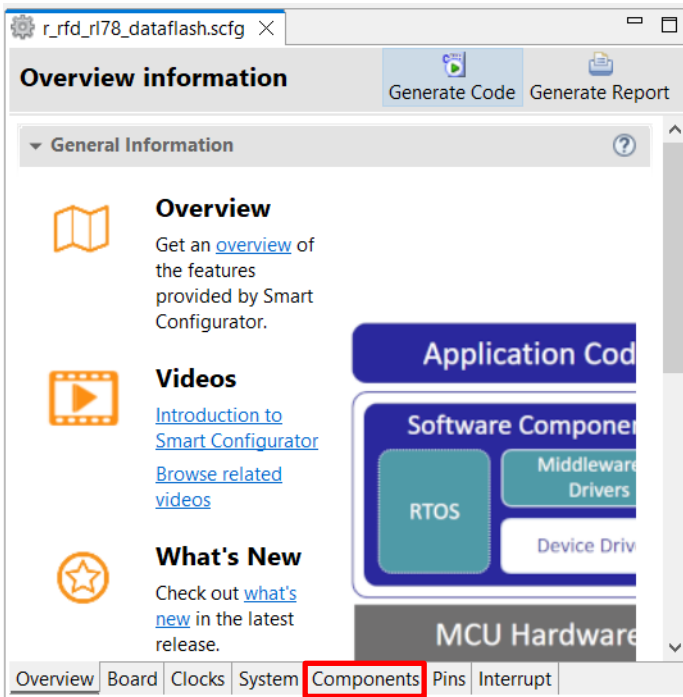 r_rfd_rl78_dataflash.scfg
Overview information
Generate Code
Generate Report
General Information
Overview
Get an overview of
the features
provided by Smart
Configurator.
Videos
Introduction to
Smart Configurator
Browse related
videos
What's New
Check out what's
new in the latest
release.
Application Cod
Software Componen
Middleware
Drivers
RTOS
Device Driv
MCU Hardware
Overview Board Clocks System Components Pins Interrupt